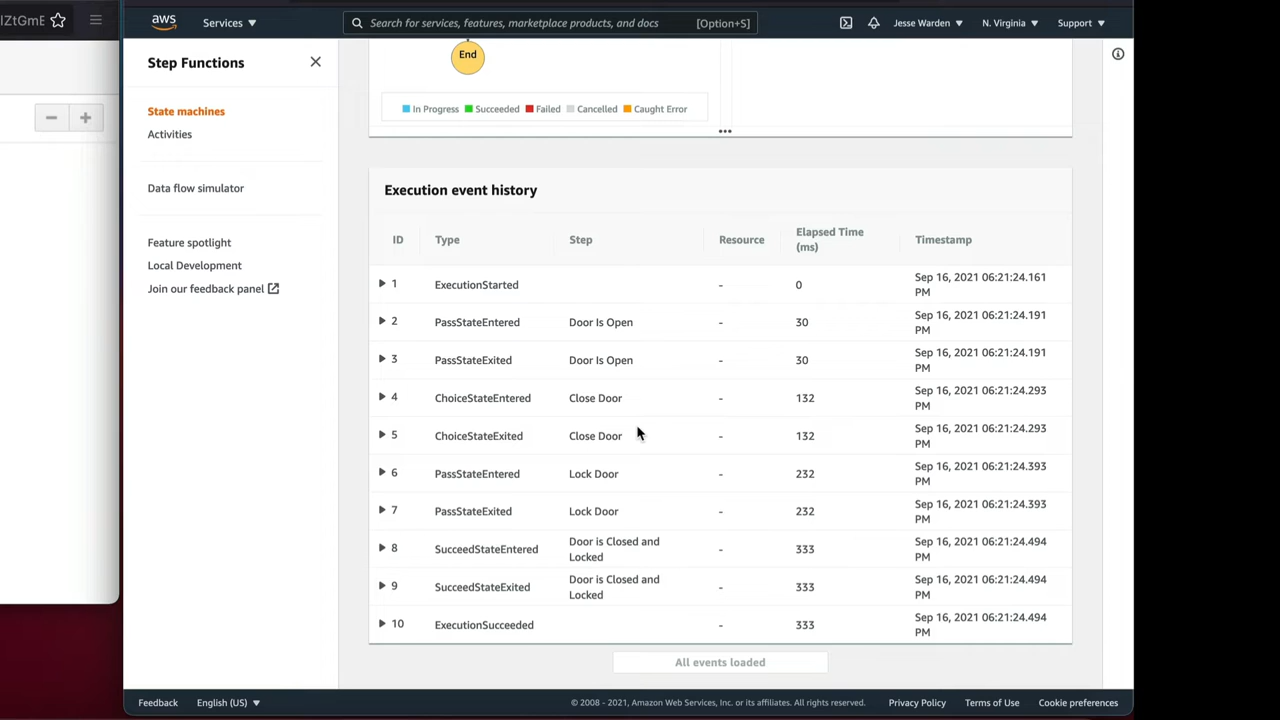 lZtGmE
aws
Services
Search for services, features, marketplace products, and docs
[Option+S]
Jesse Warden
N. Virginia
Support
Step Functions
State machines
Activities
Data flow simulator
Feature spotlight
Local Development
Join our feedback panel
End
In Progress
Succeeded
Failed
Cancelled
Caught Error
Execution event history
ID Type Step Resource Elapsed Time (ms) Timestamp
1 ExecutionStarted - 0 Sep 16, 2021 06:21:24.161 PM
2 PassStateEntered Door Is Open - 30 Sep 16, 2021 06:21:24.191 PM
3 PassStateExited Door Is Open - 30 Sep 16, 2021 06:21:24.191 PM
4 ChoiceStateEntered Close Door - 132 Sep 16, 2021 06:21:24.293 PM
5 ChoiceStateExited Close Door - 132 Sep 16, 2021 06:21:24.293 PM
6 PassStateEntered Lock Door - 232 Sep 16, 2021 06:21:24.393 PM
7 PassStateExited Lock Door - 232 Sep 16, 2021 06:21:24.393 PM
8 SucceedStateEntered Door is Closed and Locked - 333 Sep 16, 2021 06:21:24.494 PM
9 SucceedStateExited Door is Closed and Locked - 333 Sep 16, 2021 06:21:24.494 PM
10 ExecutionSucceeded - 333 Sep 16, 2021 06:21:24.494 PM
All events loaded
Feedback
English (US)
© 2008 - 2021, Amazon Web Services, Inc. or its affiliates. All rights reserved.
Privacy Policy
Terms of Use
Cookie preferences